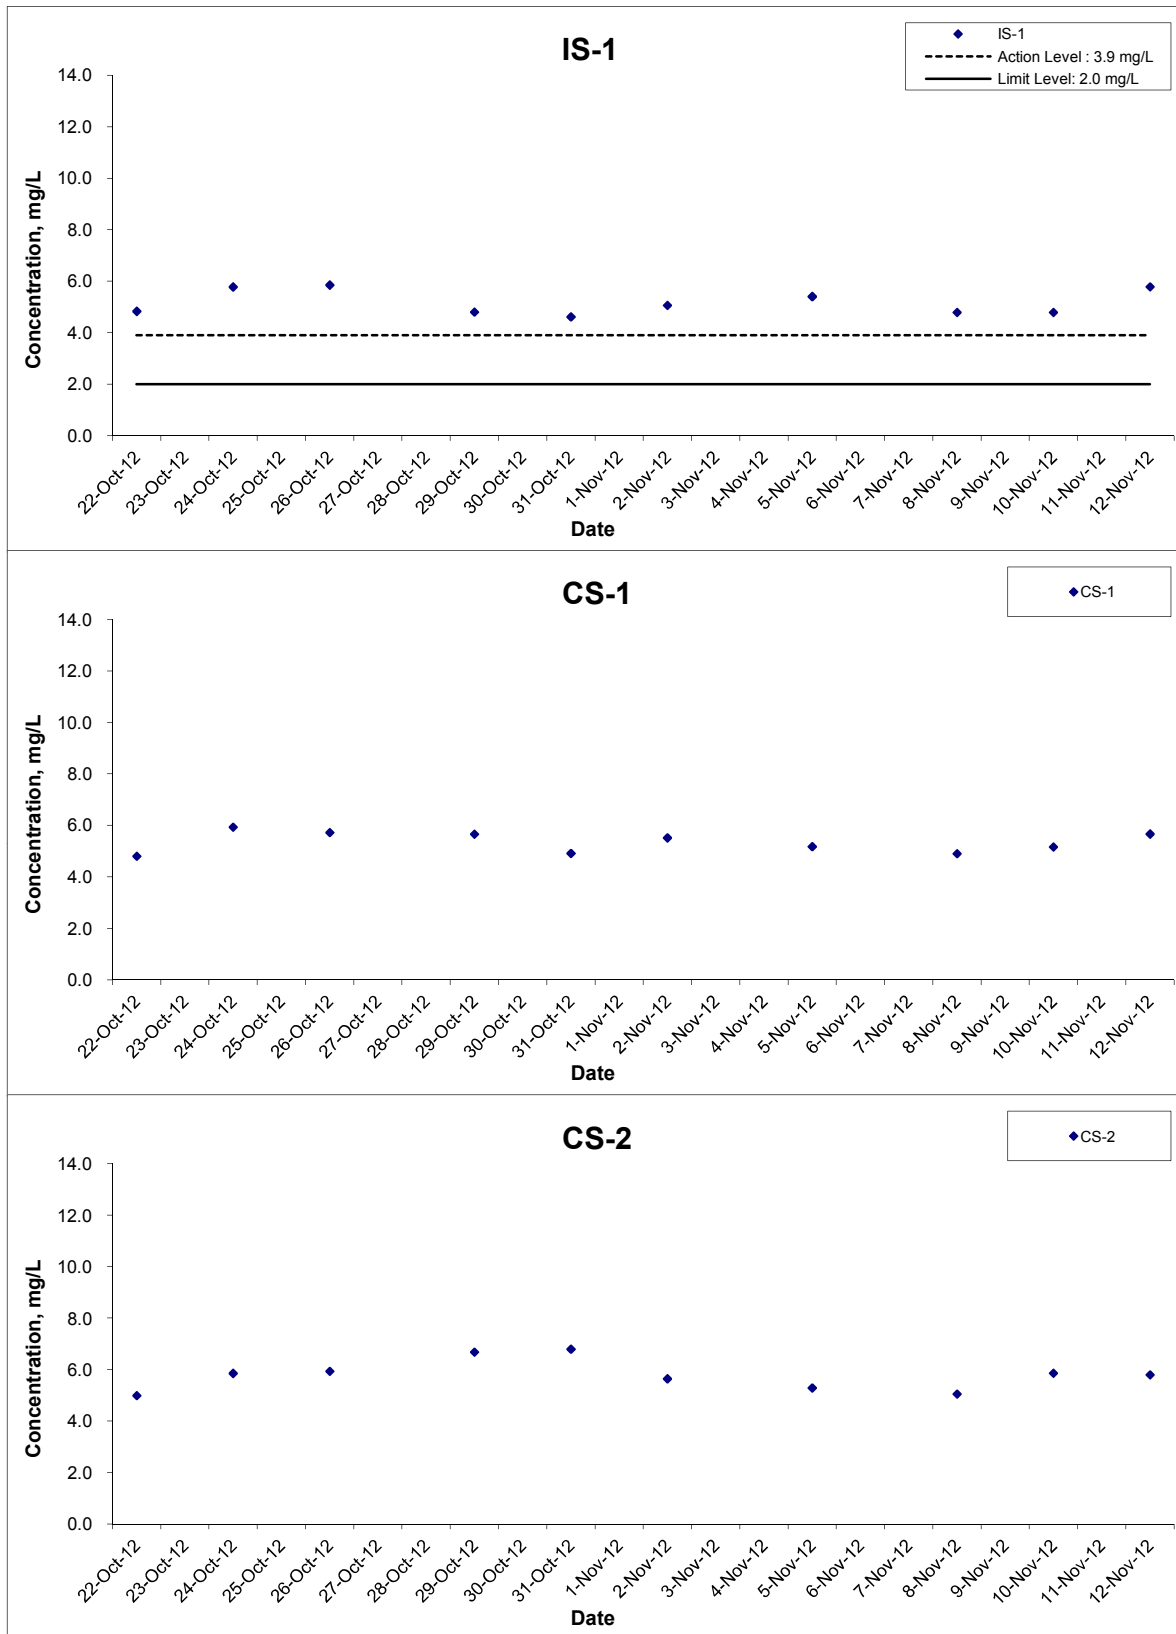 IS-1
IS-1
Action Level : 3.9 mg/L
Limit Level: 2.0 mg/L
Concentration, mg/L
14.0
12.0
10.0
8.0
6.0
4.0
2.0
0.0
22-Oct-12
23-Oct-12
24-Oct-12
25-Oct-12
26-Oct-12
27-Oct-12
28-Oct-12
29-Oct-12
30-Oct-12
31-Oct-12
1-Nov-12
2-Nov-12
3-Nov-12
4-Nov-12
5-Nov-12
6-Nov-12
7-Nov-12
8-Nov-12
9-Nov-12
10-Nov-12
11-Nov-12
12-Nov-12
Date
CS-1
CS-1
Concentration, mg/L
14.0
12.0
10.0
8.0
6.0
4.0
2.0
0.0
22-Oct-12
23-Oct-12
24-Oct-12
25-Oct-12
26-Oct-12
27-Oct-12
28-Oct-12
29-Oct-12
30-Oct-12
31-Oct-12
1-Nov-12
2-Nov-12
3-Nov-12
4-Nov-12
5-Nov-12
6-Nov-12
7-Nov-12
8-Nov-12
9-Nov-12
10-Nov-12
11-Nov-12
12-Nov-12
Date
CS-2
CS-2
Concentration, mg/L
14.0
12.0
10.0
8.0
6.0
4.0
2.0
0.0
22-Oct-12
23-Oct-12
24-Oct-12
25-Oct-12
26-Oct-12
27-Oct-12
28-Oct-12
29-Oct-12
30-Oct-12
31-Oct-12
1-Nov-12
2-Nov-12
3-Nov-12
4-Nov-12
5-Nov-12
6-Nov-12
7-Nov-12
8-Nov-12
9-Nov-12
10-Nov-12
11-Nov-12
12-Nov-12
Date